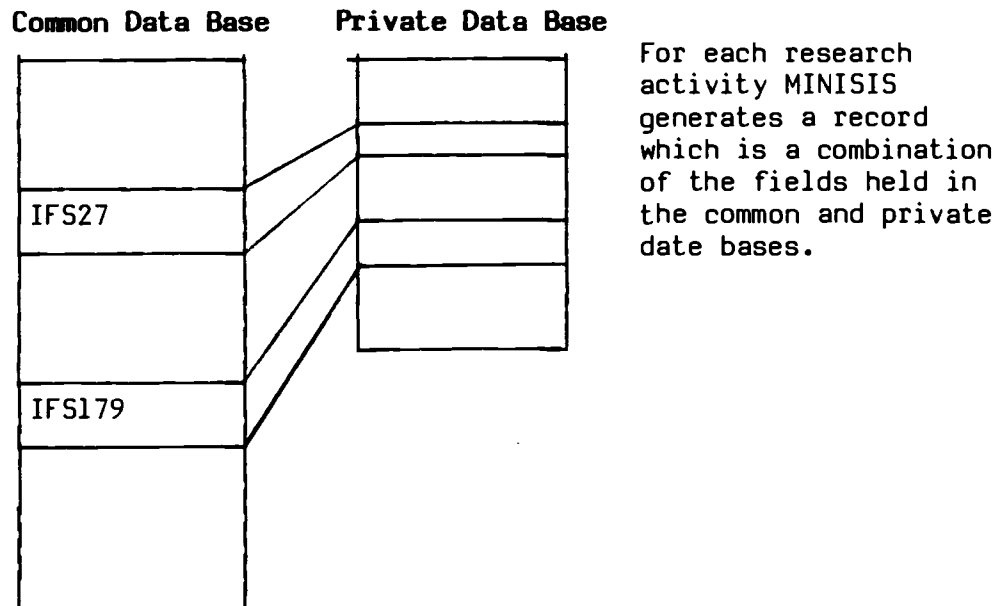 Common Data Base
Private Data Base
For each research
activity MINISIS
generates a record
which is a combination
of the fields held in
the common and private
date bases.
IFS27
IFS179